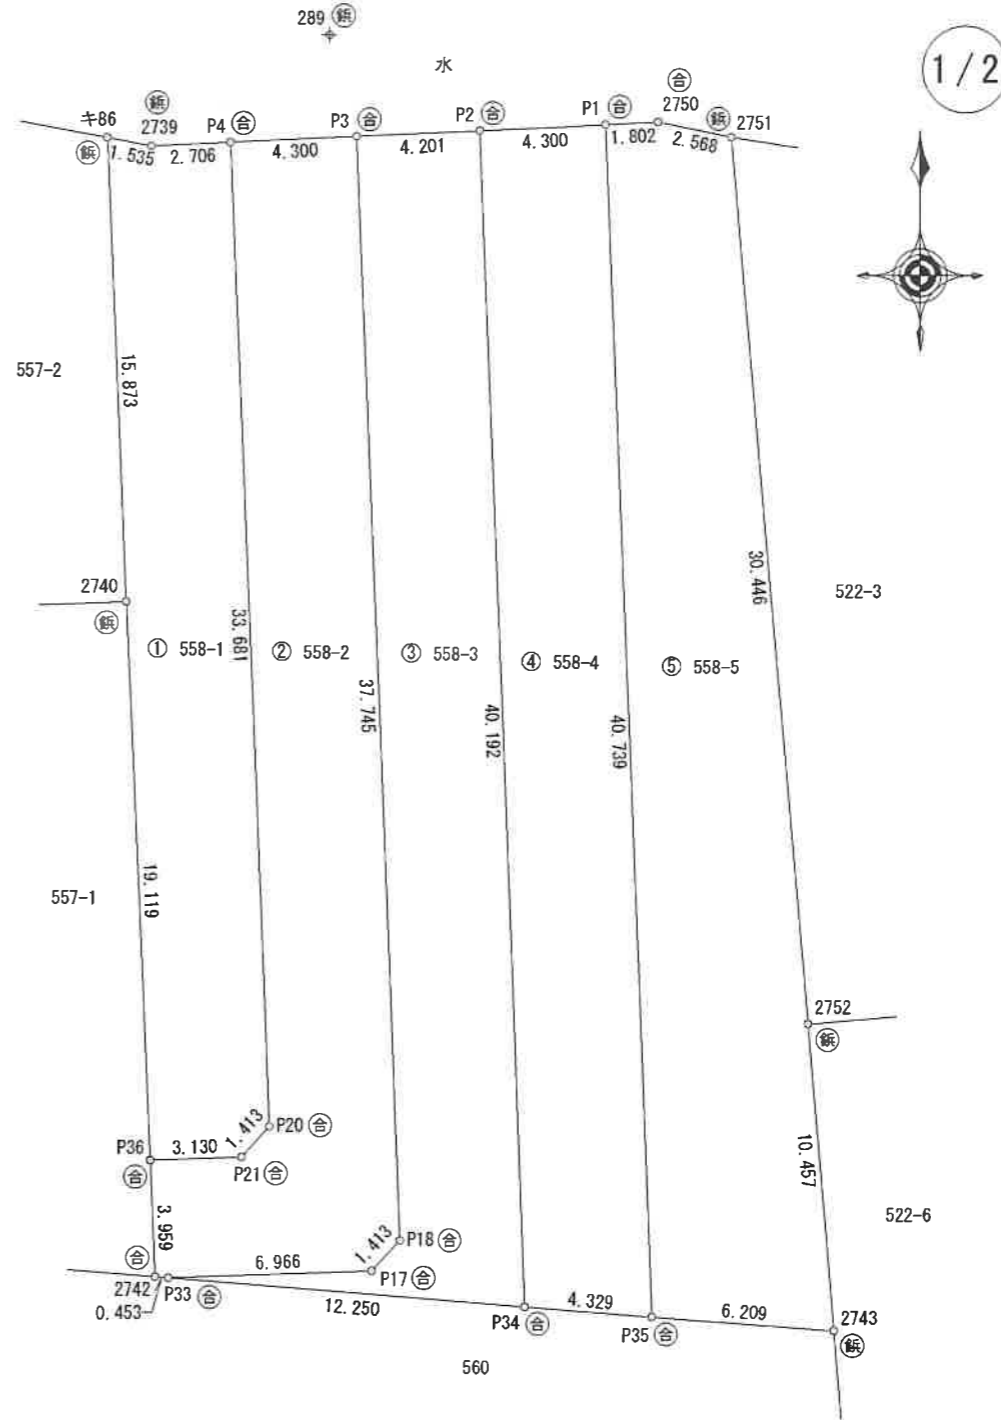 289 鋲
水
1/2
合
キ86
鋲
2739
P4 合
P3 合
P2 合
P1 合
2750
鋲 2751
鋲
1.535
2.706
4.300
4.201
4.300
1.802
2.568
557-2
15.873
30.446
522-3
2740
鋲
33.681
① 558-1
② 558-2
③ 558-3
④ 558-4
⑤ 558-5
37.745
40.192
40.739
557-1
19.119
2752
鋲
P36
合
3.130
1.413
P20 合
P21 合
10.457
3.959
522-6
合
6.966
1.413
P18 合
P17 合
2742
0.453
P33 合
12.250
P34 合
4.329
P35 合
6.209
2743
鋲
560